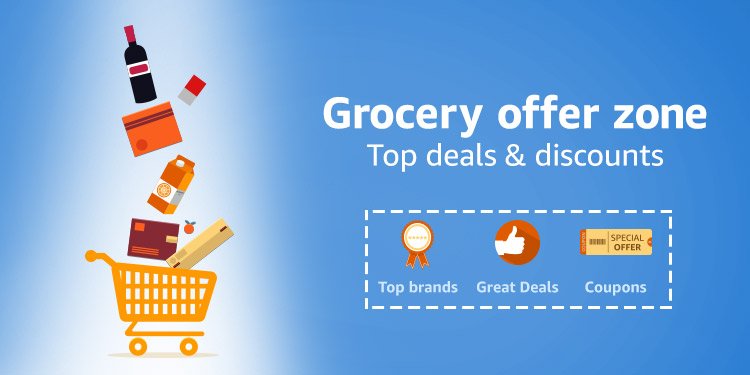 Grocery offer zone
Top deals & discounts
SPECIAL
OFFER
Top brands
Great Deals
Coupons